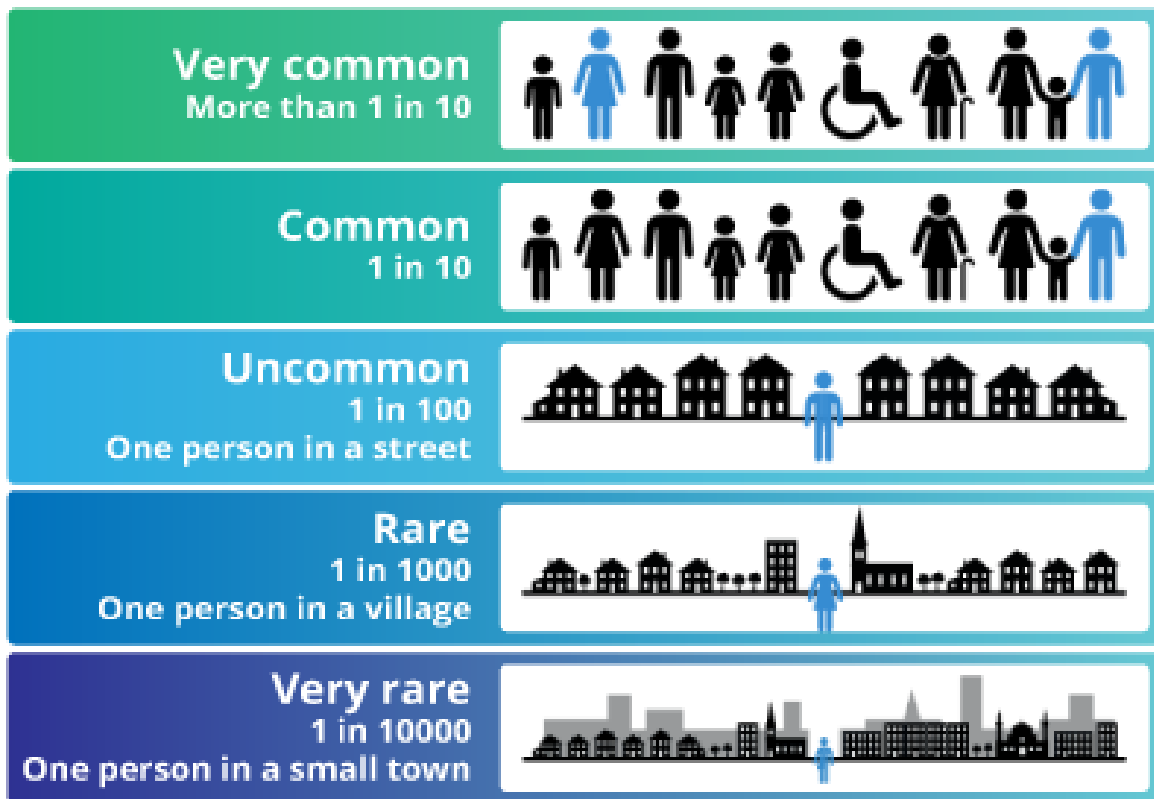 Very common
More than 1 in 10
Common
1 in 10
Uncommon
1 in 100
One person in a street
Rare
1 in 1000
One person in a village
Very rare
1 in 10000
One person in a small town